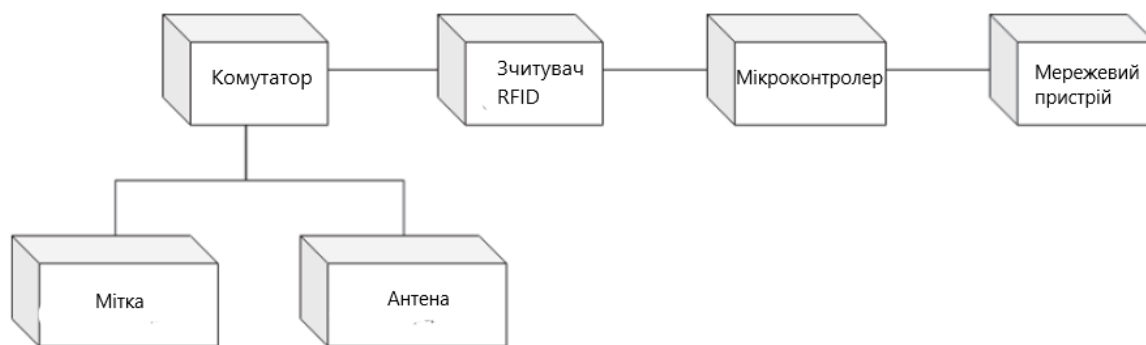 Комутатор
Зчитувач
RFID
Мікроконтролер
Мережевий
пристрій
Мітка
Антена